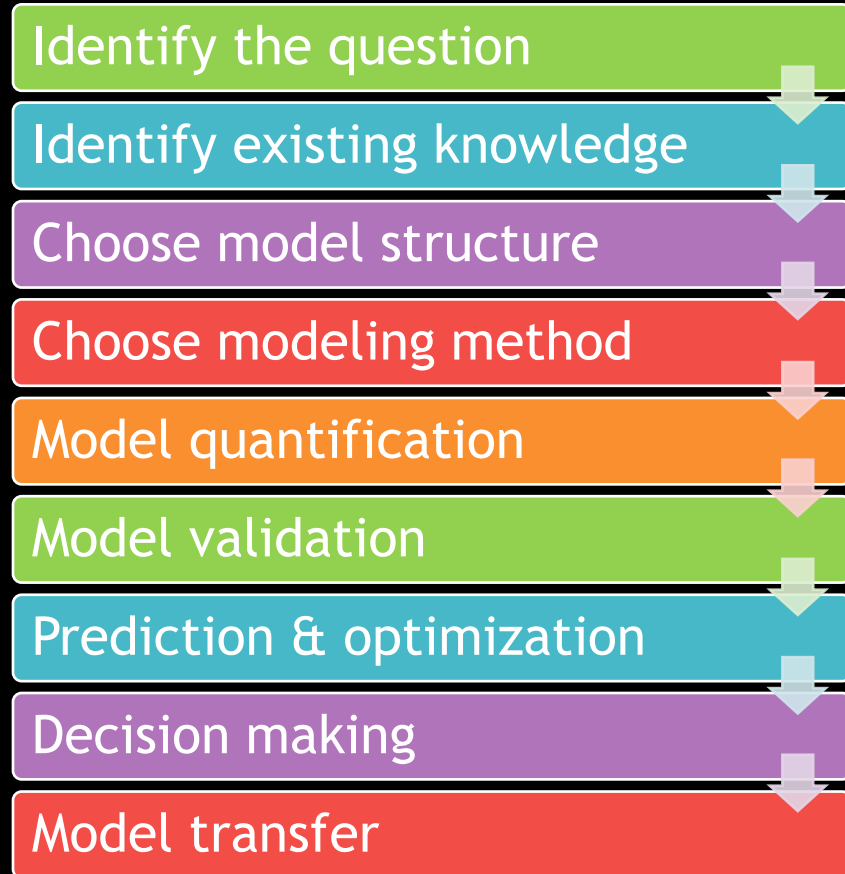 Identify the question
Identify existing knowledge
Choose model structure
Choose modeling method
Model quantification
Model validation
Prediction & optimization
Decision making
Model transfer